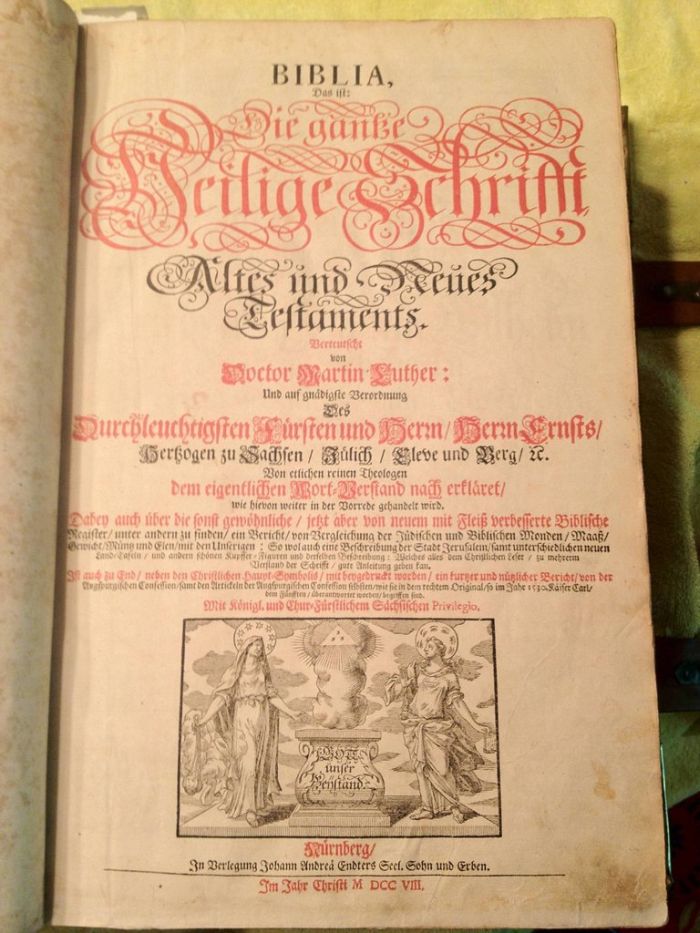 BIBLIA,
Das ist:
Die gantze
Heilige Schrifft,
Altes und Neues
Testaments.
Verteutscht
von
Doctor Martin Luther:
Und auf gnädigste Verordnung
Des
Durchleuchtigsten Fürsten und Herrn/ Herrn Ernsts/
Hertzogen zu Sachsen / Jülich / Cleve und Berg/ ꝛc.
Von etlichen reinen Theologen
dem eigentlichen Wort-Verstand nach erkläret/
wie hievon weiter in der Vorrede gehandelt wird.
Dabey auch über die sonst gewöhnliche / jetzt aber von neuem mit Fleiß verbesserte Biblische
Register/ unter andern zu finden/ ein Bericht/ von Vergleichung der Jüdischen und Biblischen Monden/ Maaß/
Gewicht/ Müntz und Elen/ mit den Unserigen: So wol auch eine Beschreibung der Stadt Jerusalem/ samt unterschiedlichen neuen
Land-Tafeln / und andern schönen Kupffer-Figuren und derselben Beschreibung: Welches alles dem Christlichen Leser / zu mehrerm
Verstand der Schrifft / gute Anleitung geben kan.
Ist auch zu End/ neben den Christlichen Haupt-Symbolis / mit beygedruckt worden / ein kurtzer und nützlicher Bericht/ von der
Augspurgischen Confession/ samt den Articuln der Augspurgischen Confession selbsten/ wie sie in dem rechten Original/ so im Jahr 1530. Käiser Carl/
dem Fünfften / überantwortet worden/ begriffen sind.
Mit Königl. und Chur-Fürstlichem Sächsischen Privilegio.
GOTT
unser
Beystand.
Nürnberg/
In Verlegung Johann Andreä Endters Seel. Sohn und Erben.
Im Jahr Christi M DCC VIII.